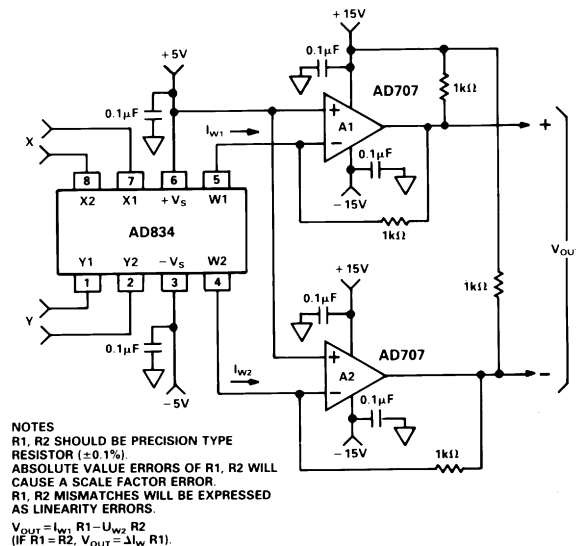 +15V
+5V
0.1µF
AD707
1kΩ
0.1µF
I_W1
+
A1
−
+
0.1µF
X
−15V
8 7 6 5
X2 X1 +V_S W1
1kΩ
AD834
V_OUT
Y1 Y2 −V_S W2
+15V
1 2 3 4
1kΩ
Y
0.1µF
0.1µF
AD707
+
A2
−
−
I_W2
0.1µF
−5V
−15V
1kΩ
NOTES
R1, R2 SHOULD BE PRECISION TYPE
RESISTOR (±0.1%).
ABSOLUTE VALUE ERRORS OF R1, R2 WILL
CAUSE A SCALE FACTOR ERROR.
R1, R2 MISMATCHES WILL BE EXPRESSED
AS LINEARITY ERRORS.
V_OUT = I_W1 R1 − U_W2 R2
(IF R1 = R2, V_OUT = ΔI_W R1).